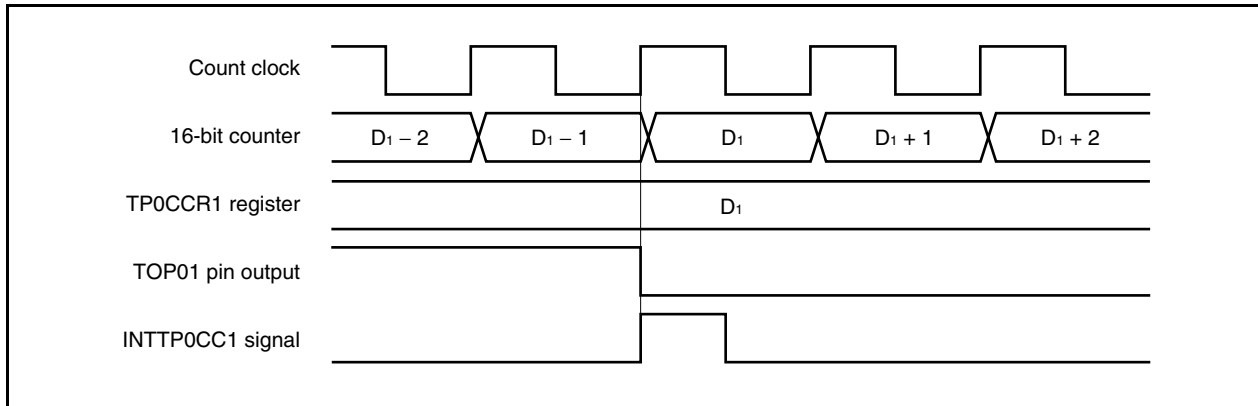 Count clock
16-bit counter D₁ – 2 D₁ – 1 D₁ D₁ + 1 D₁ + 2
TP0CCR1 register D₁
TOP01 pin output
INTTP0CC1 signal